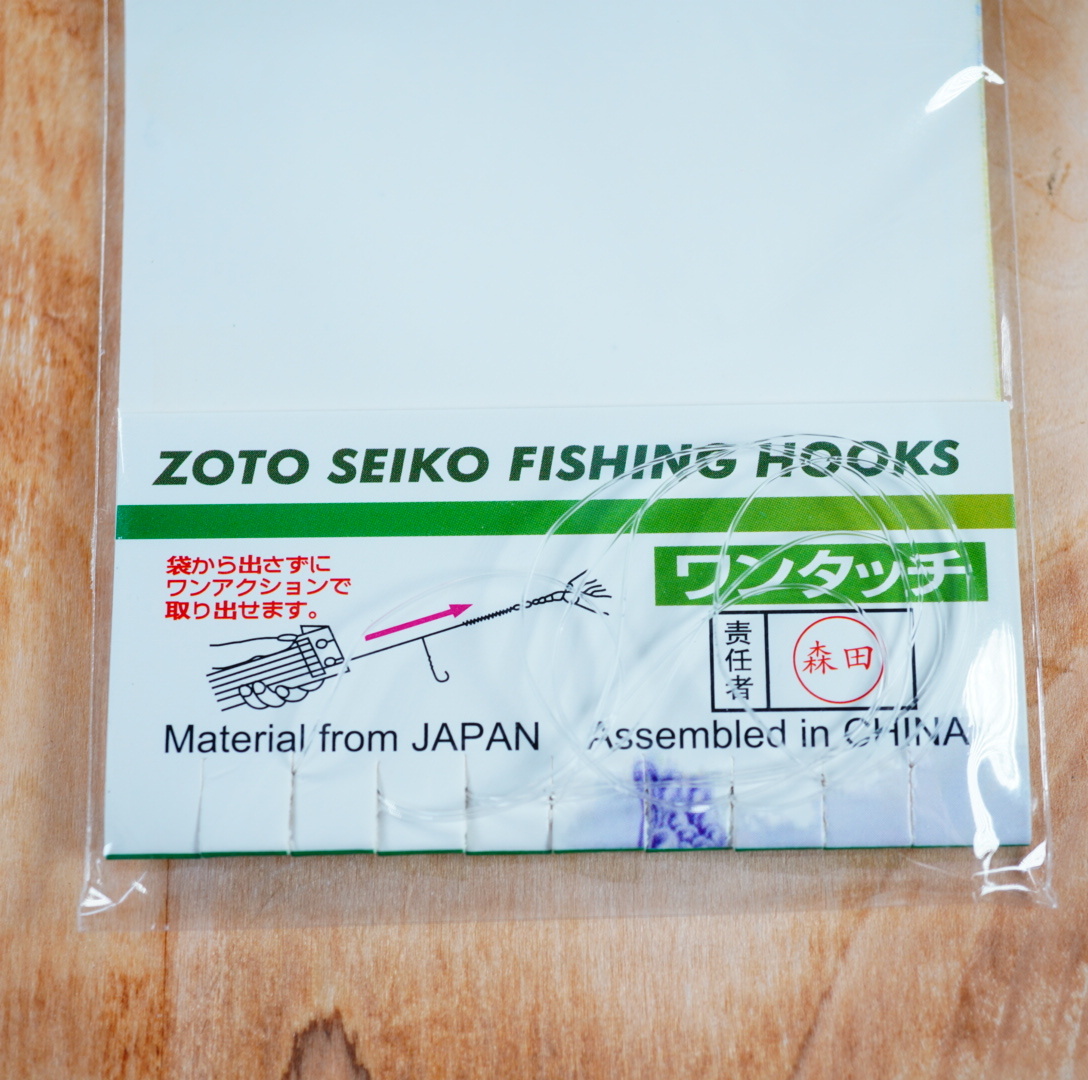 ZOTO SEIKO FISHING HOOKS
袋から出さずに
ワンアクションで
取り出せます。
ワンタッチ
责任者
森田
Material from JAPAN
Assembled in CHINA